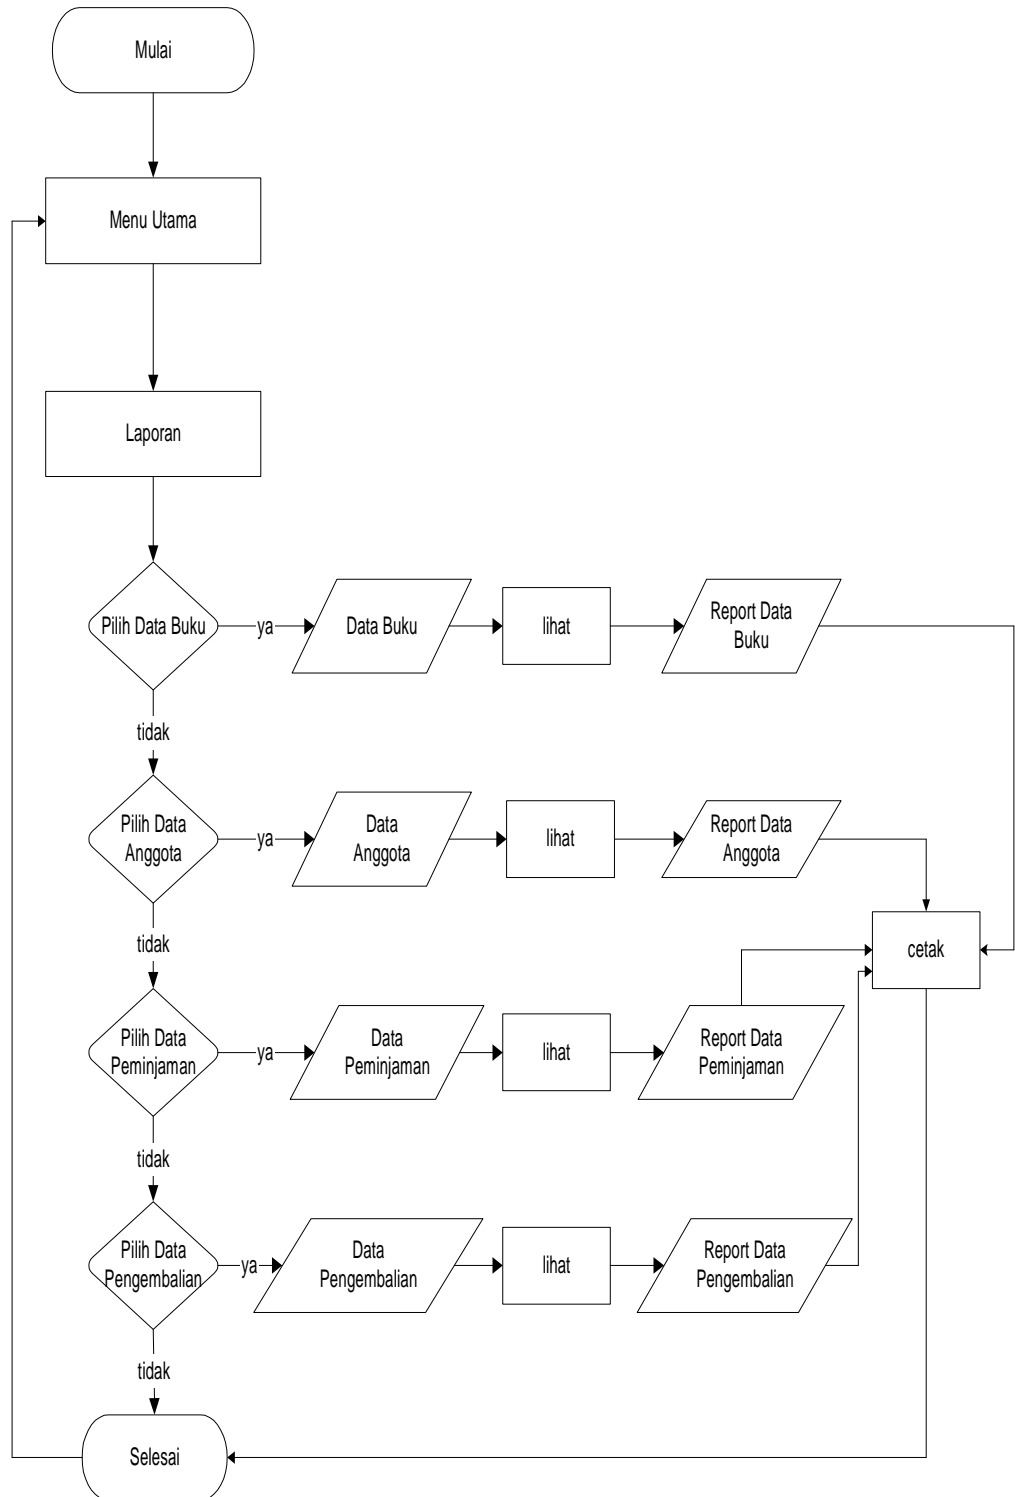 Mulai
Menu Utama
Laporan
Pilih Data Buku
ya
Data Buku
lihat
Report Data
Buku
tidak
Pilih Data
Anggota
ya
Data
Anggota
lihat
Report Data
Anggota
cetak
tidak
Pilih Data
Peminjaman
ya
Data
Peminjaman
lihat
Report Data
Peminjaman
tidak
Pilih Data
Pengembalian
ya
Data
Pengembalian
lihat
Report Data
Pengembalian
tidak
Selesai